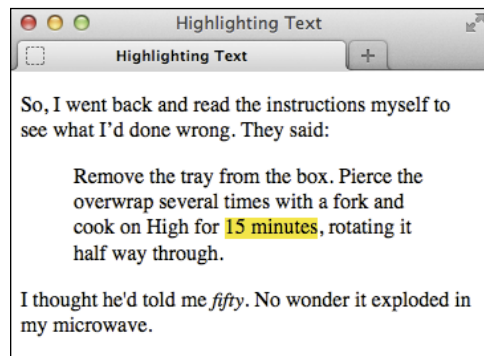 Highlighting Text
Highlighting Text
So, I went back and read the instructions myself to
see what I’d done wrong. They said:
Remove the tray from the box. Pierce the
overwrap several times with a fork and
cook on High for 15 minutes, rotating it
half way through.
I thought he'd told me fifty. No wonder it exploded in
my microwave.